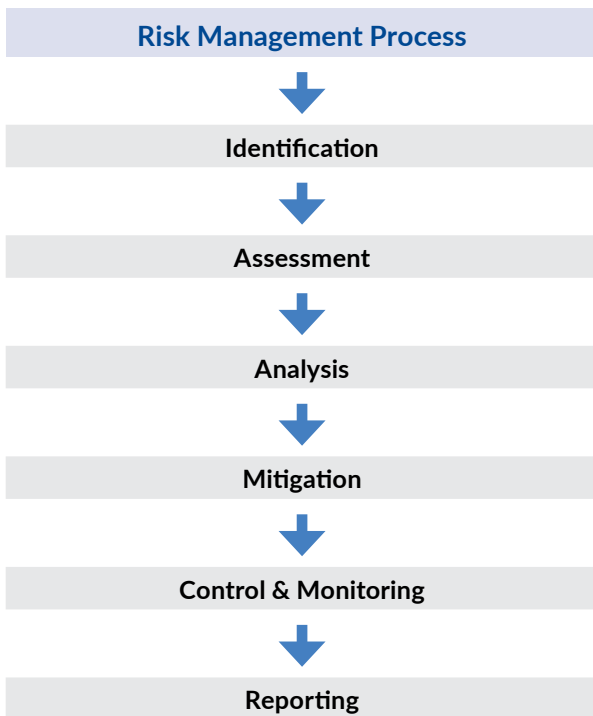 Risk Management Process
Identification
Assessment
Analysis
Mitigation
Control & Monitoring
Reporting